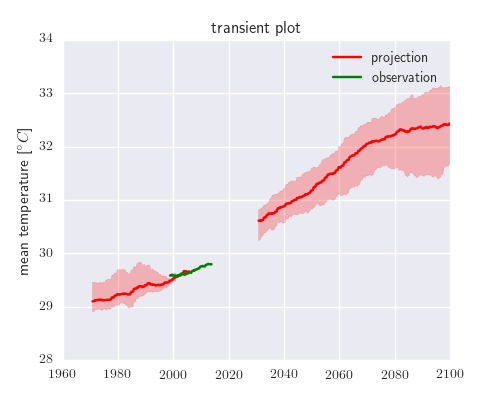 transient plot
34
33
32
31
30
29
28
mean temperature [°C]
projection
observation
1960 1980 2000 2020 2040 2060 2080 2100